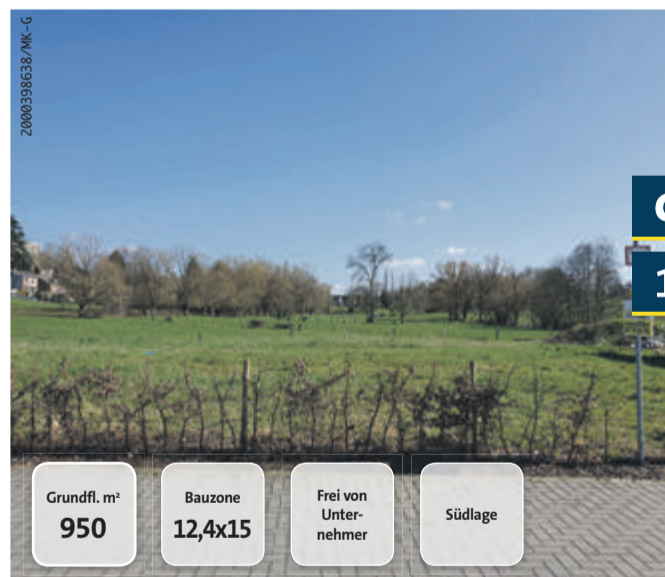 2000398638/MK-G
Grundfl. m²
950
Bauzone
12,4x15
Frei von
Unter-
nehmer
Südlage